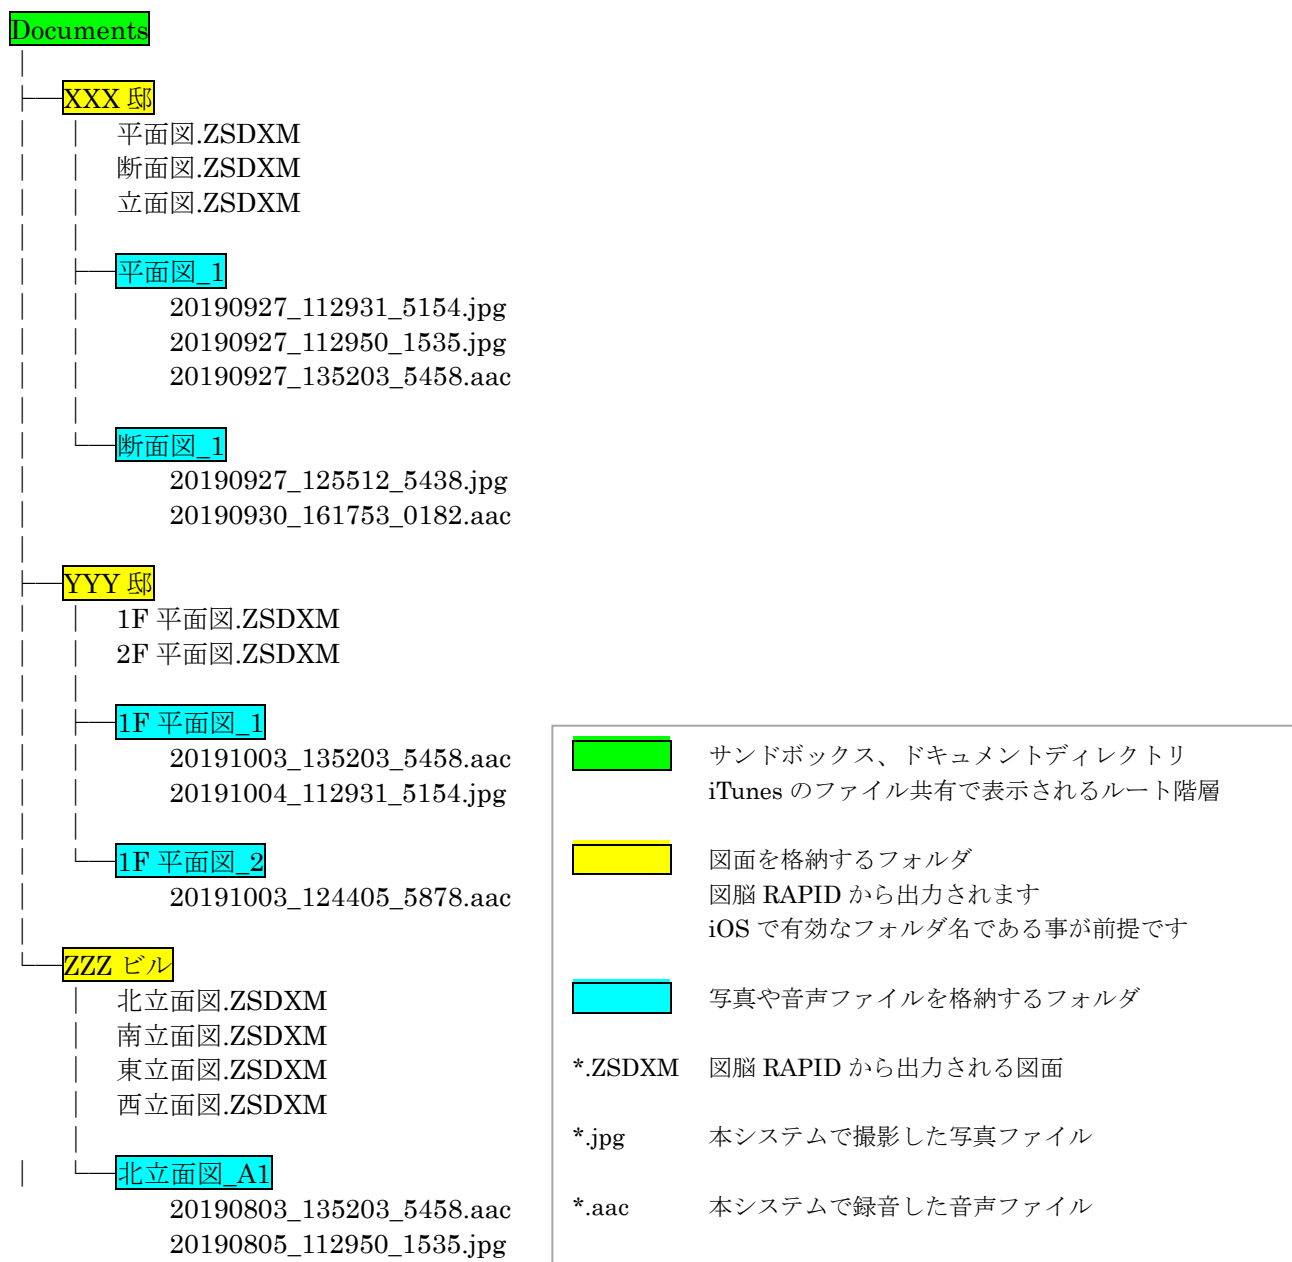 Documents
XXX 邸
平面図.ZSDXM
断面図.ZSDXM
立面図.ZSDXM
平面図_1
20190927_112931_5154.jpg
20190927_112950_1535.jpg
20190927_135203_5458.aac
断面図_1
20190927_125512_5438.jpg
20190930_161753_0182.aac
YYY 邸
1F 平面図.ZSDXM
2F 平面図.ZSDXM
1F 平面図_1
20191003_135203_5458.aac
20191004_112931_5154.jpg
1F 平面図_2
20191003_124405_5878.aac
ZZZ ビル
北立面図.ZSDXM
南立面図.ZSDXM
東立面図.ZSDXM
西立面図.ZSDXM
北立面図_A1
20190803_135203_5458.aac
20190805_112950_1535.jpg
サンドボックス、ドキュメントディレクトリ
iTunes のファイル共有で表示されるルート階層
図面を格納するフォルダ
図脳 RAPID から出力されます
iOS で有効なフォルダ名である事が前提です
写真や音声ファイルを格納するフォルダ
*.ZSDXM 図脳 RAPID から出力される図面
*.jpg 本システムで撮影した写真ファイル
*.aac 本システムで録音した音声ファイル